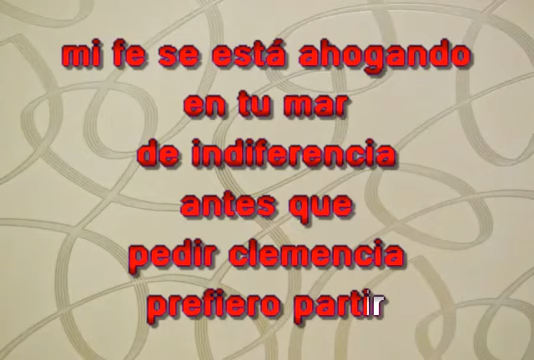 mi fe se está ahogando
en tu mar
de indiferencia
antes que
pedir clemencia
prefiero partir